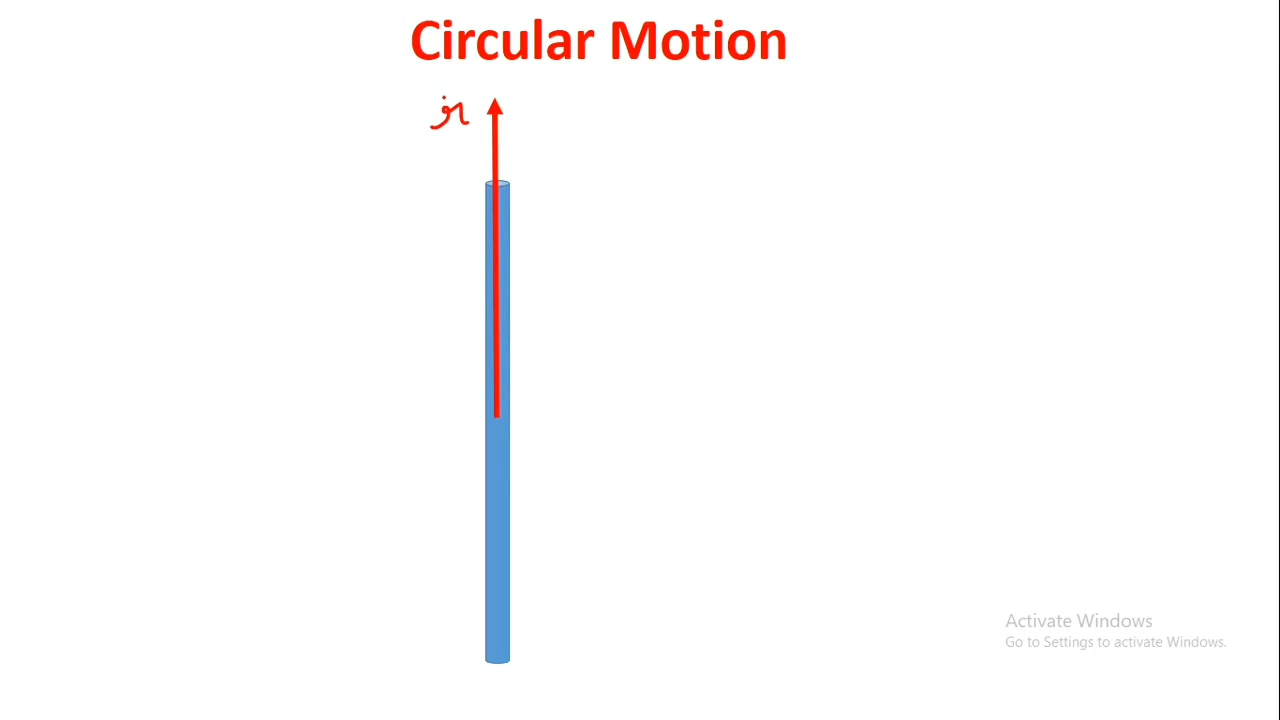 Circular Motion
Activate Windows
Go to Settings to activate Windows.